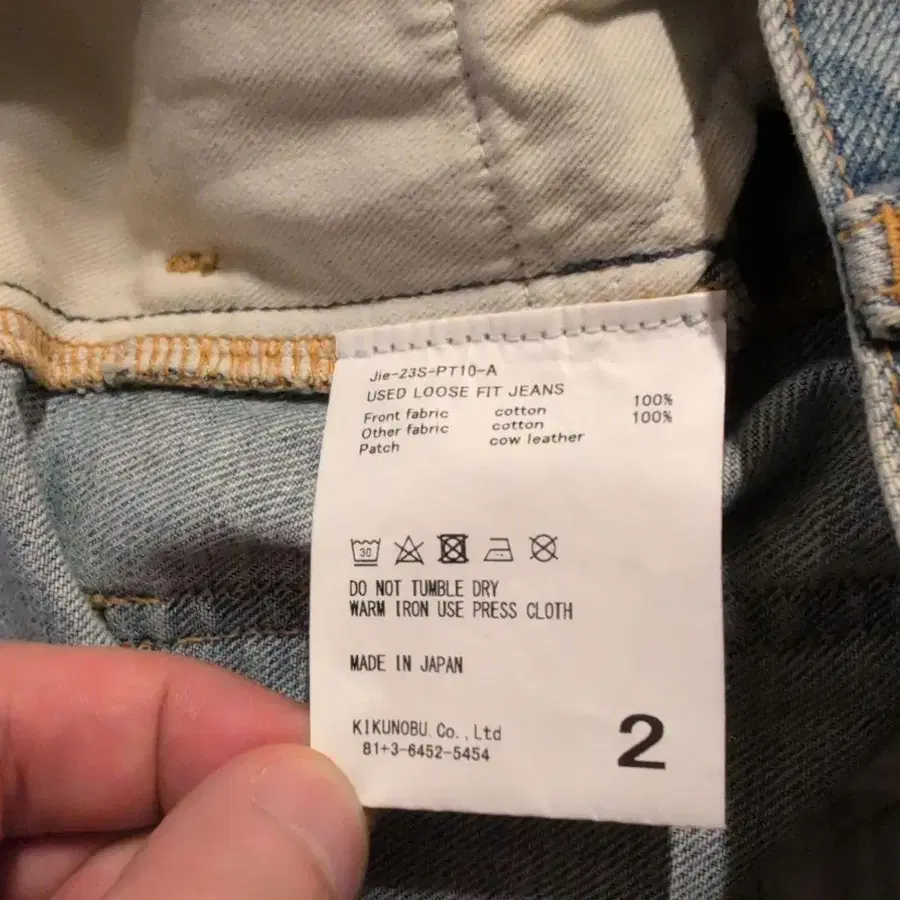 Jie-23S-PT10-A
USED LOOSE FIT JEANS
Front fabric cotton 100%
Other fabric cotton 100%
Patch cow leather
30
DO NOT TUMBLE DRY
WARM IRON USE PRESS CLOTH
MADE IN JAPAN
KIKUNOBU. Co.,Ltd
81+3-6452-5454
2